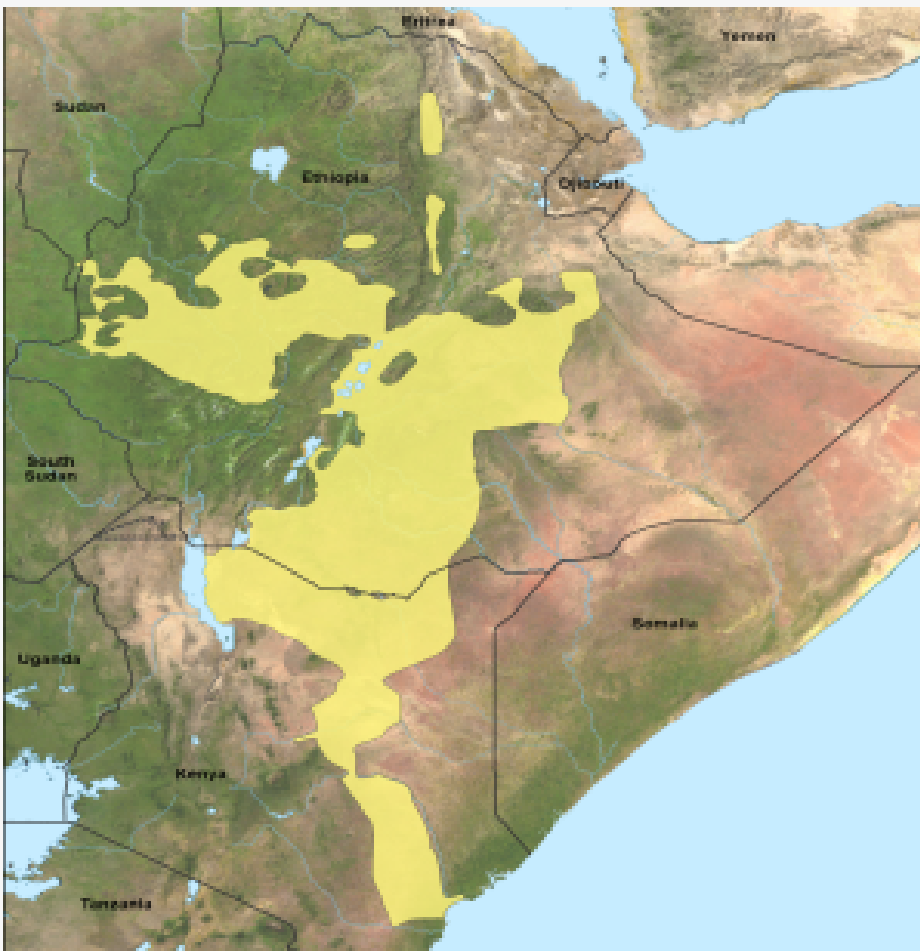 Eritrea
Yemen
Sudan
Ethiopia
Djibouti
South
Sudan
Somalia
Uganda
Kenya
Tanzania